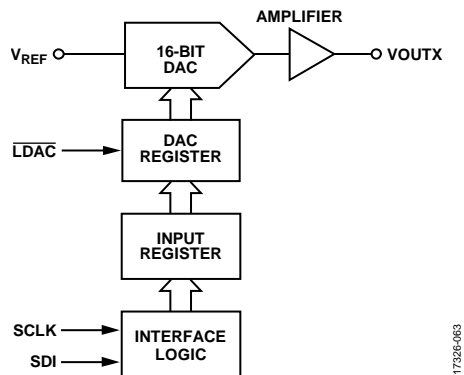 AMPLIFIER
VREF
16-BIT
DAC
VOUTX
LDAC
DAC
REGISTER
INPUT
REGISTER
SCLK
SDI
INTERFACE
LOGIC
17326-063